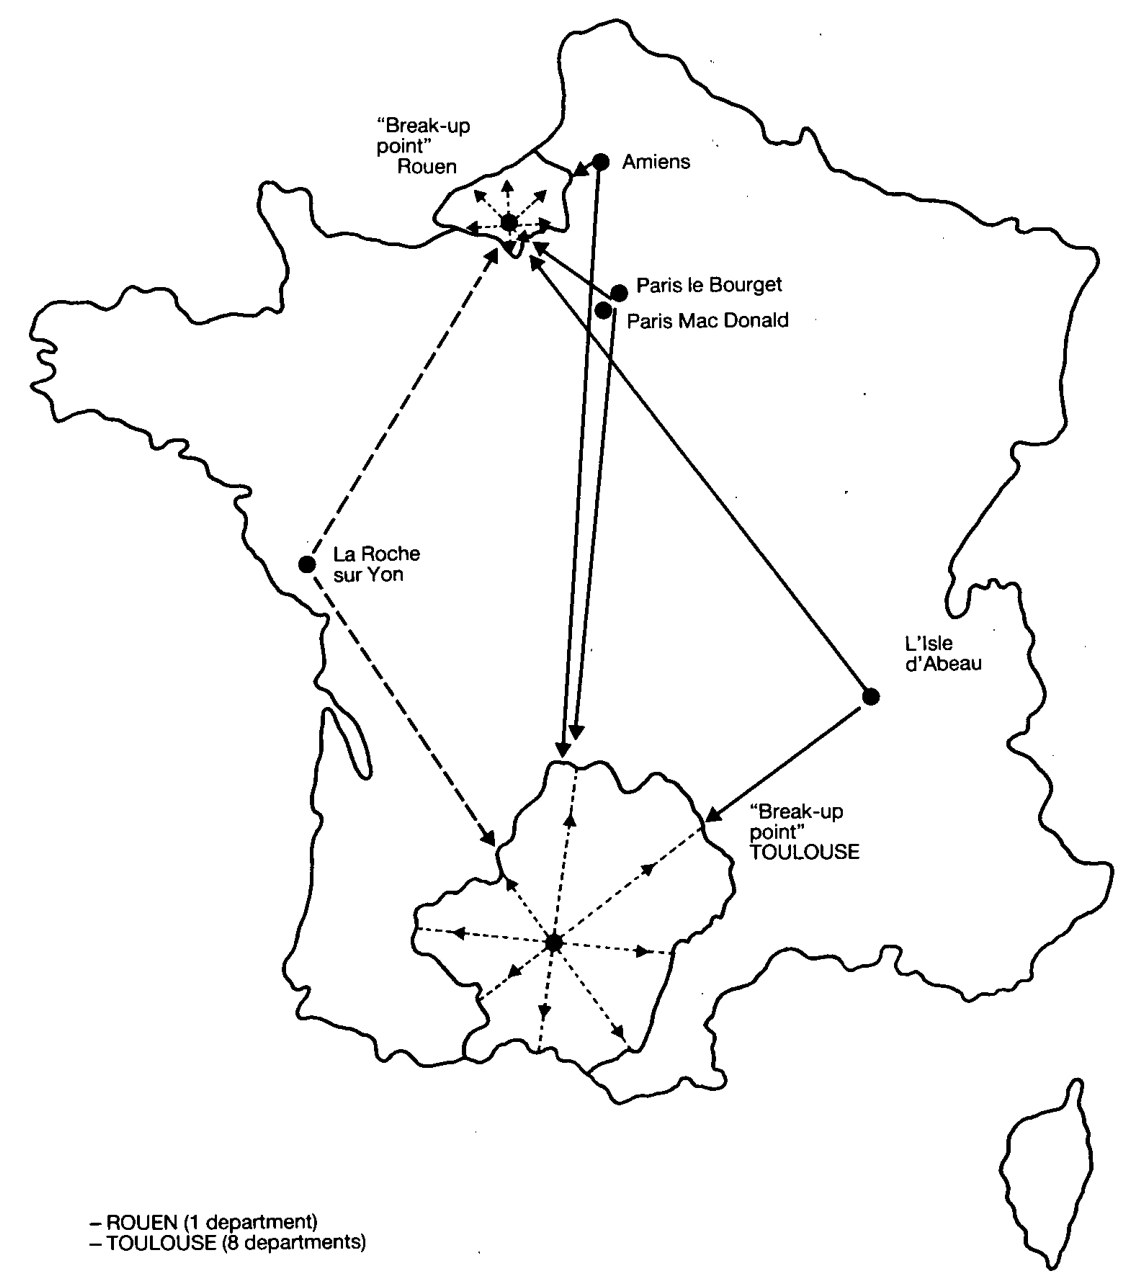 “Break-up
point”
Rouen
Amiens
Paris le Bourget
Paris Mac Donald
La Roche
sur Yon
L'Isle
d'Abeau
“Break-up
point”
TOULOUSE
– ROUEN (1 department)
– TOULOUSE (8 departments)